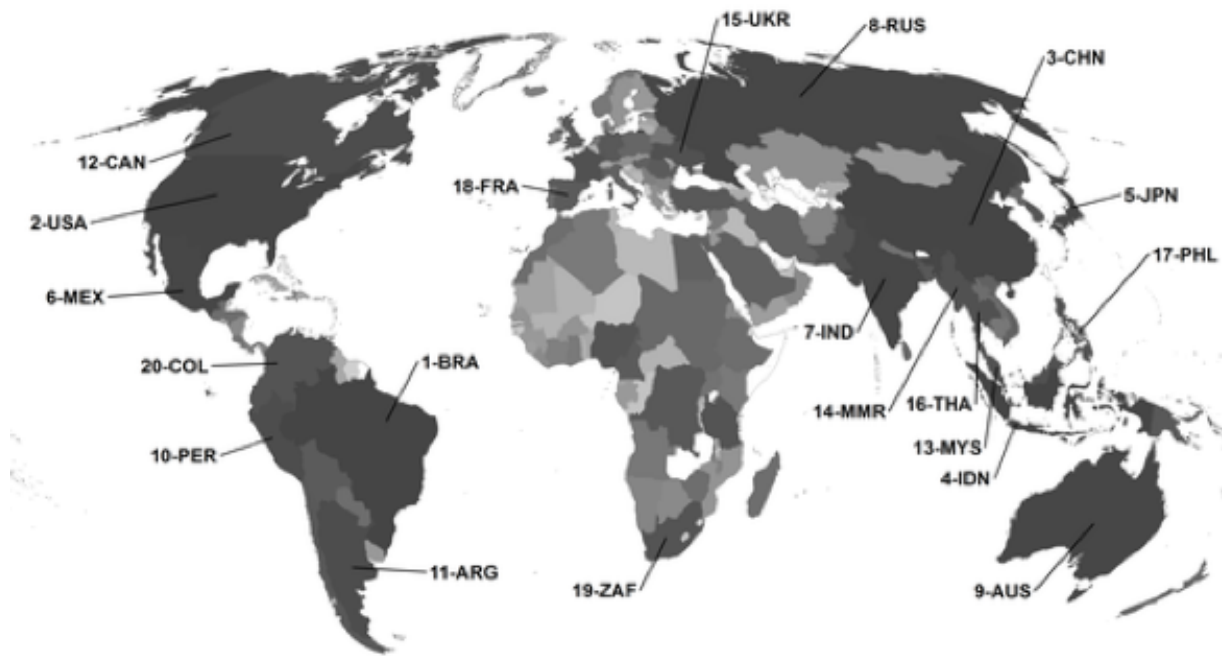 15-UKR
8-RUS
3-CHN
12-CAN
18-FRA
5-JPN
2-USA
17-PHL
6-MEX
7-IND
20-COL
1-BRA
14-MMR
16-THA
10-PER
13-MYS
4-IDN
11-ARG
19-ZAF
9-AUS